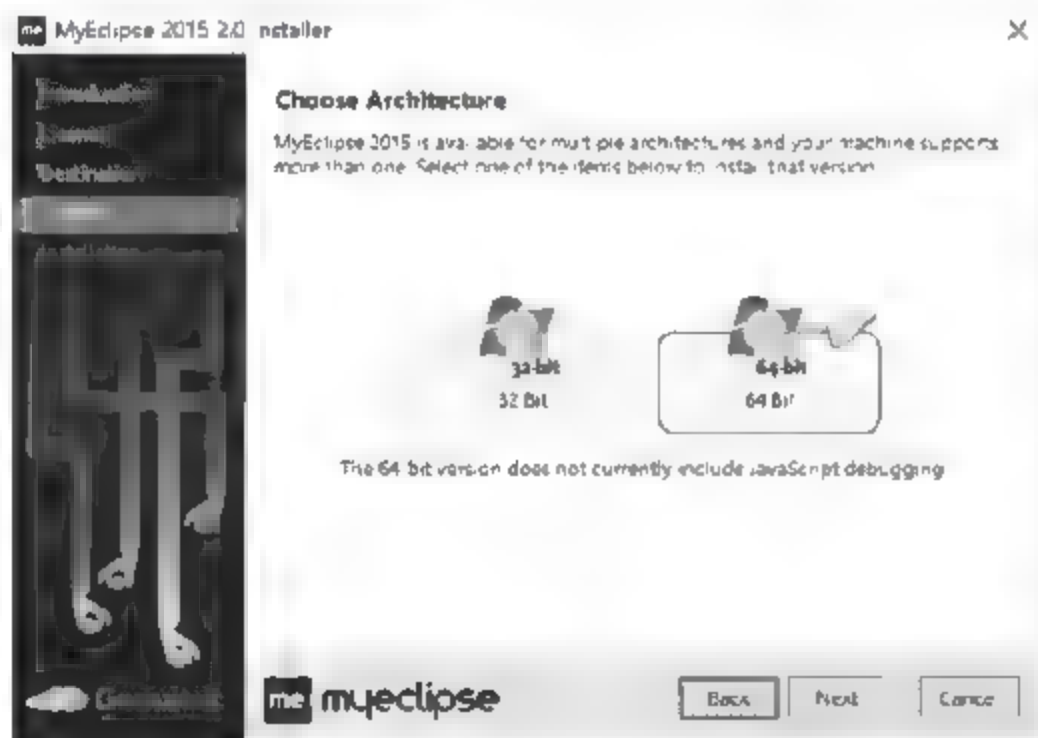 me MyEclipse 2015 2.0 Installer
Choose Architecture
MyEclipse 2015 is available for multiple architectures and your machine supports
more than one. Select one of the items below to install that version
32-bit
64-bit
32 Bit
64 Bit
The 64 bit version does not currently include JavaScript debugging
me myeclipse
Back
Next
Cancel